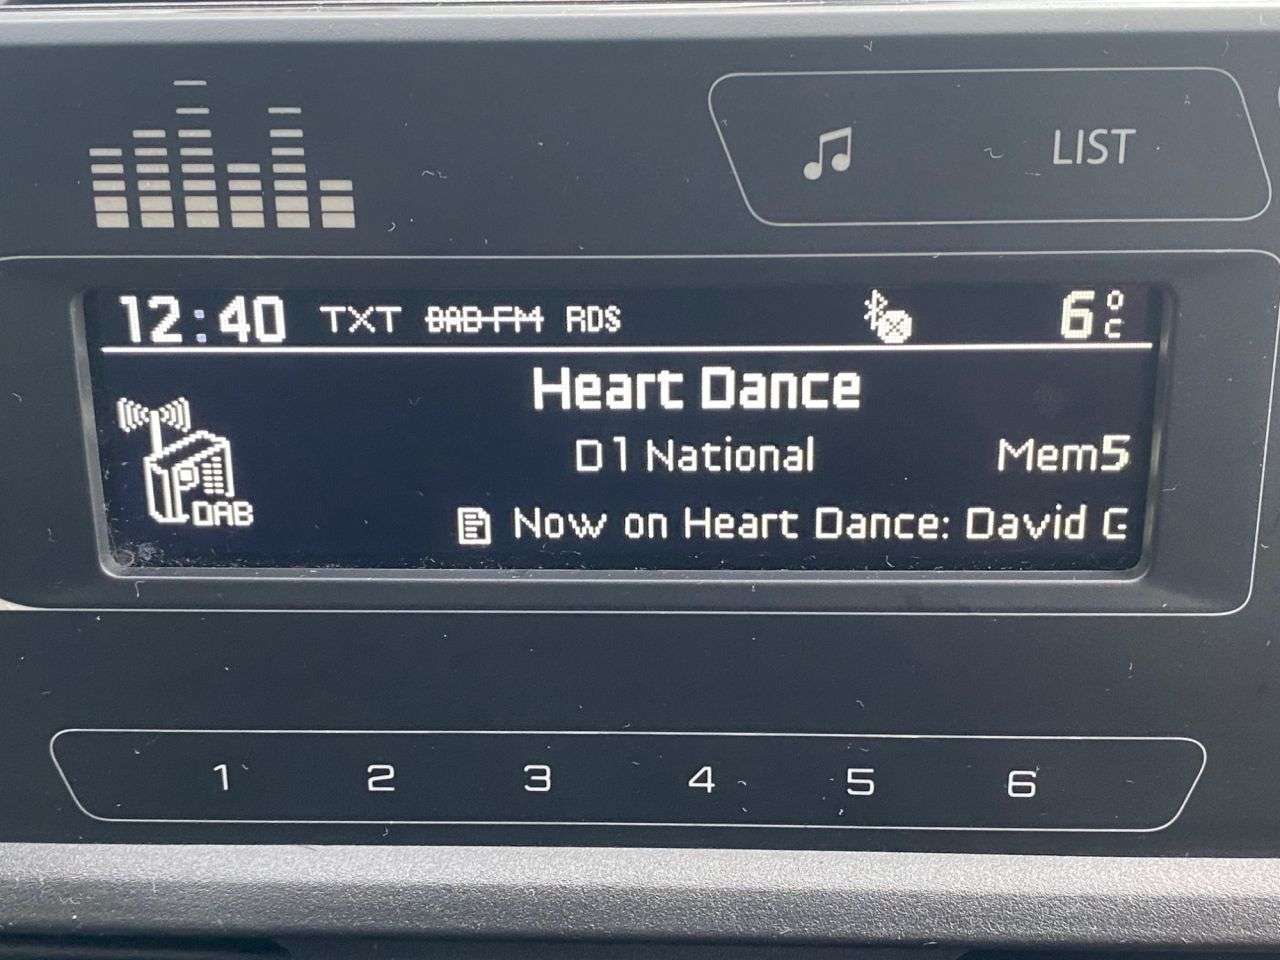 LIST
12:40 TXT DAB-FM RDS 6°C
Heart Dance
D1 National Mem5
Now on Heart Dance: David G
DAB
1 2 3 4 5 6